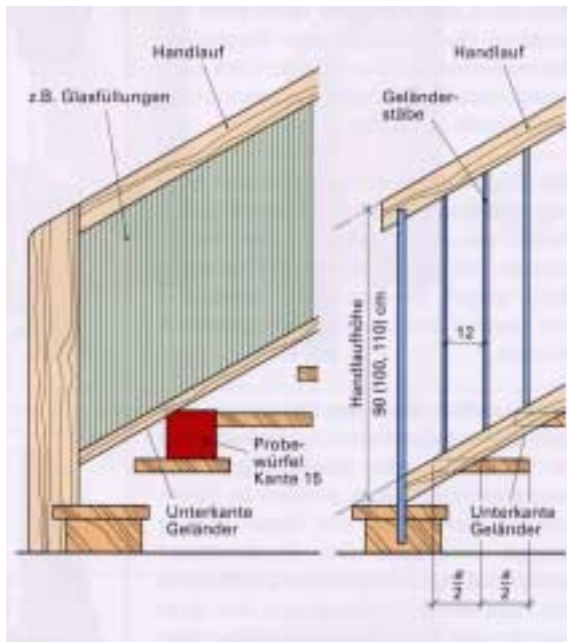 Handlauf
z.B. Glasfüllungen
Probe-
würfel
Kante 15
Unterkante
Geländer
Handlauf
Geländer-
stäbe
Handlaufhöhe
90 (100, 110) cm
12
Unterkante
Geländer
a/2
a/2